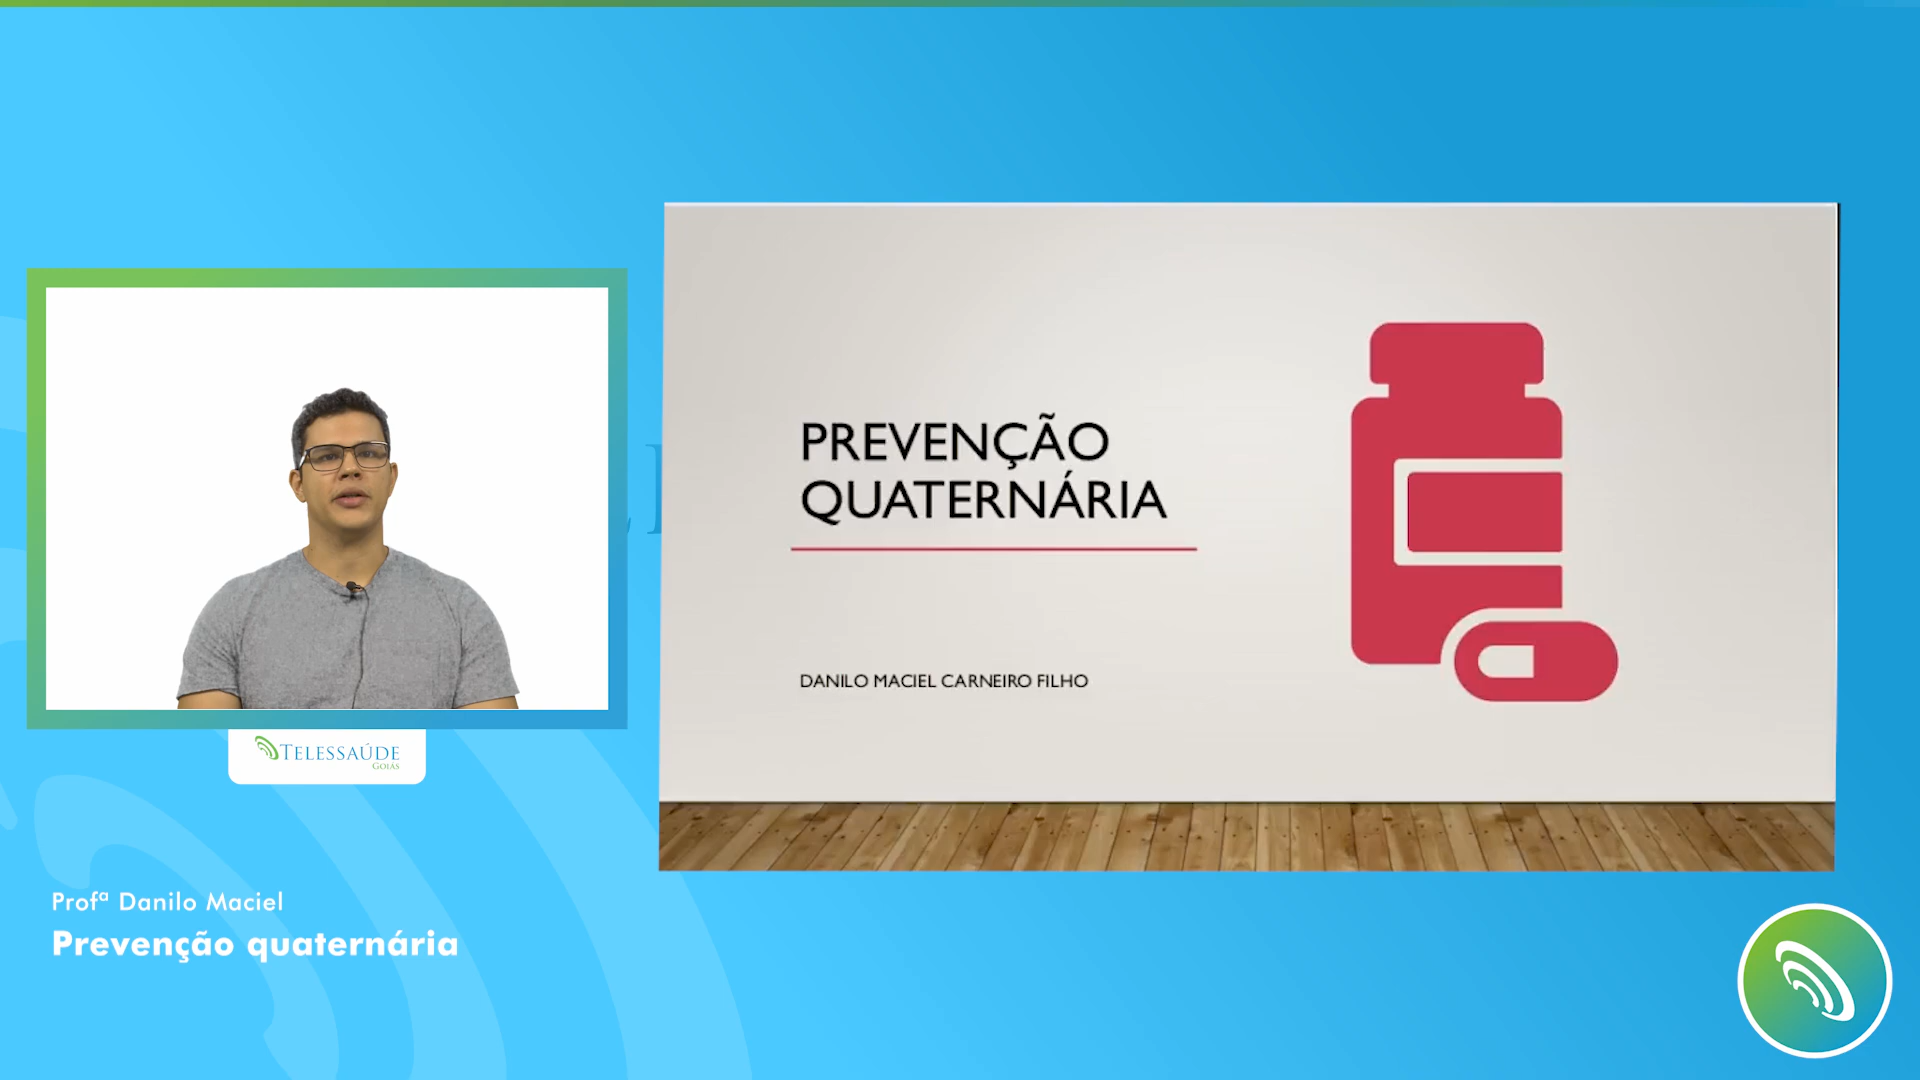 PREVENÇÃO
QUATERNÁRIA
DANILO MACIEL CARNEIRO FILHO
TELESSAÚDE
GOIÁS
Profª Danilo Maciel
Prevenção quaternária